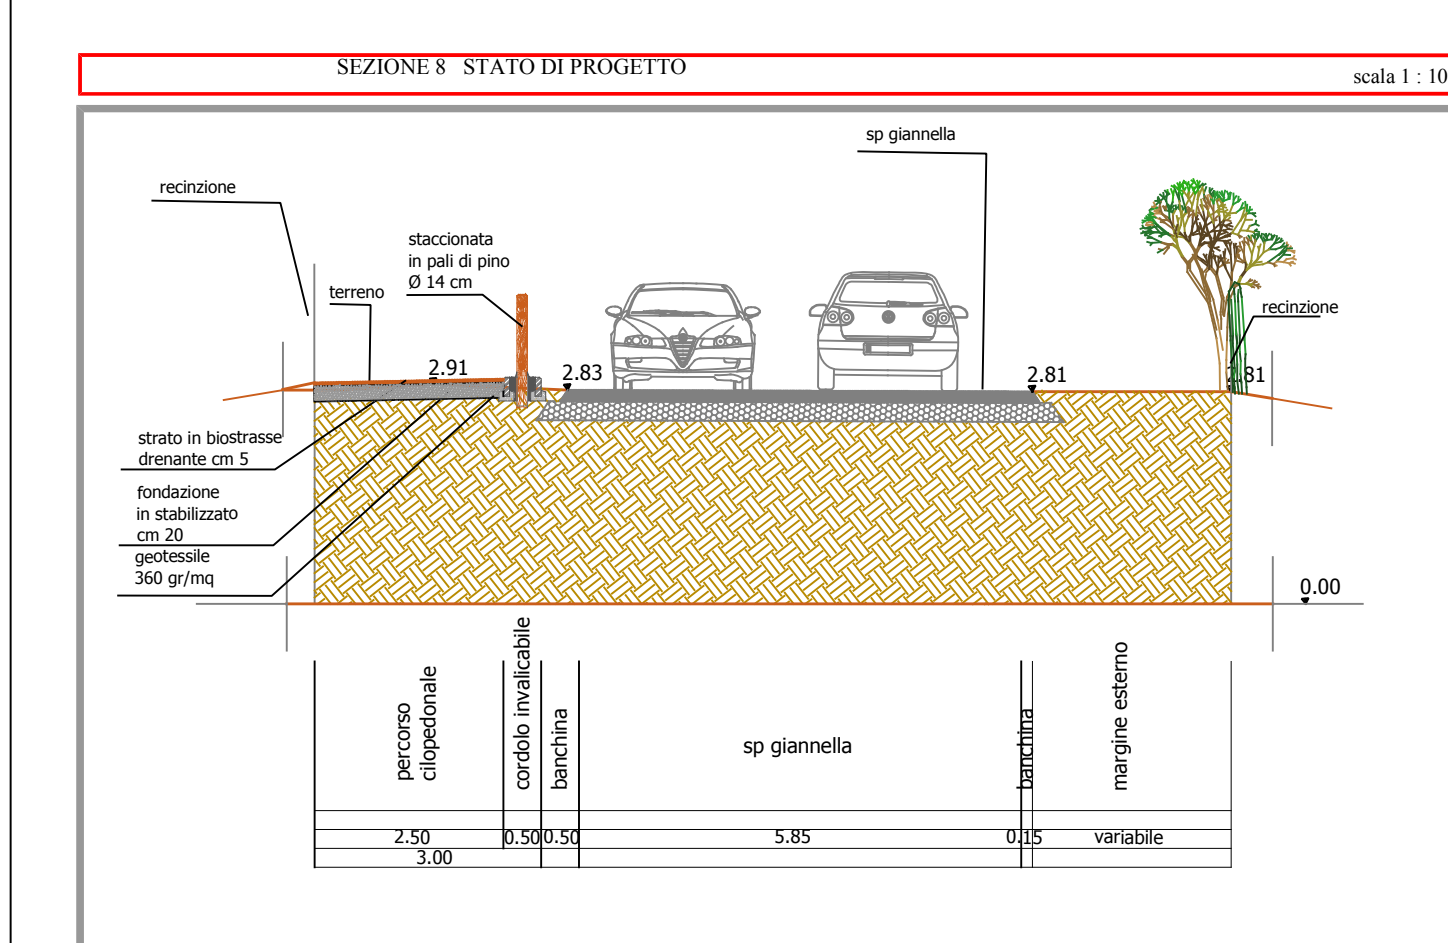 SEZIONE 8 STATO DI PROGETTO
scala 1 : 10
sp giannella
recinzione
staccionata
in pali di pino
Ø 14 cm
terreno
recinzione
2.91
2.83
2.81
2.81
strato in biostrasse
drenante cm 5
fondazione
in stabilizzato
cm 20
geotessile
360 gr/mq
0.00
percorso
cilopedonale
cordolo invalicabile
banchina
sp giannella
banchina
margine esterno
2.50
0.50
0.50
5.85
0.15
variabile
3.00